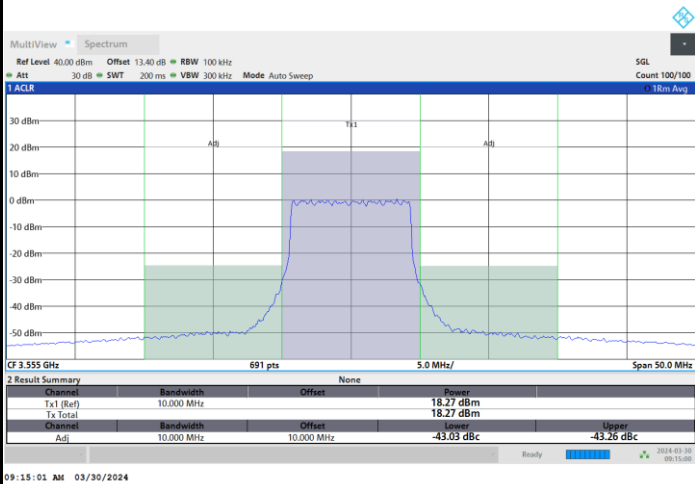 MultiView Spectrum
Ref Level 40.00 dBm Offset 13.40 dB RBW 100 kHz SGL
Att 30 dB SWT 200 ms VBW 300 kHz Mode Auto Sweep Count 100/100
1 ACLR 1Rm Avg
Tx1
Adj Adj
30 dBm
20 dBm
10 dBm
0 dBm
-10 dBm
-20 dBm
-30 dBm
-40 dBm
-50 dBm
CF 3.555 GHz 691 pts 5.0 MHz/ Span 50.0 MHz
2 Result Summary None
Channel Bandwidth Offset Power
Tx1 (Ref) 10.000 MHz 18.27 dBm
Tx Total 18.27 dBm
Channel Bandwidth Offset Lower Upper
Adj 10.000 MHz 10.000 MHz -43.03 dBc -43.26 dBc
Ready 2024-03-30
09:15:00
09:15:01 AM 03/30/2024